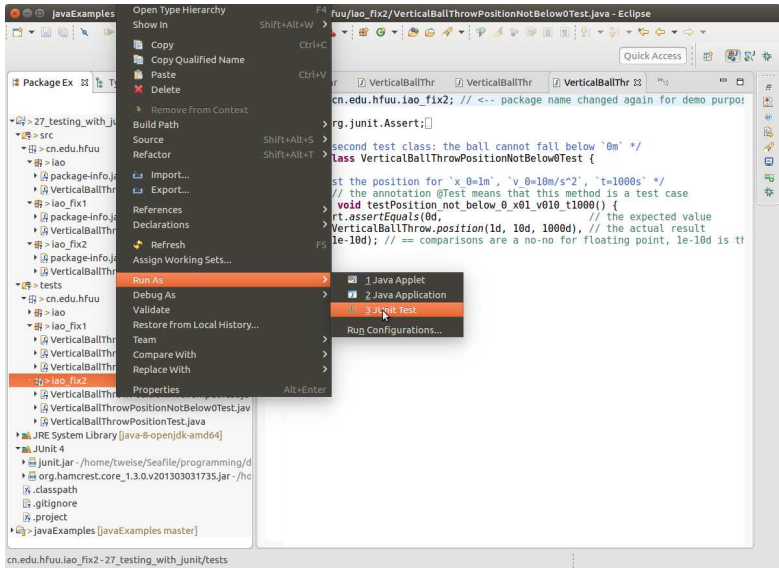 javaExamples
fuu/iao_fix2/VerticalBallThrowPositionNotBelow0Test.java - Eclipse
Quick Access
Package Ex
Ty
VerticalBallThr
VerticalBallThr
VerticalBallThr
>27_testing_with_ju
> src
> cn.edu.hfuu
> iao
package-info.ja
VerticalBallThr
> iao_fix1
package-info.ja
VerticalBallThr
> iao_fix2
package-info.ja
VerticalBallThr
> tests
> cn.edu.hfuu
> iao
> iao_fix1
VerticalBallThr
VerticalBallThr
VerticalBallThr
> iao_fix2
VerticalBallThr
VerticalBallThrowPositionNotBelow0Test.jav
VerticalBallThrowPositionTest.java
JRE System Library [java-8-openjdk-amd64]
JUnit 4
junit.jar - /home/tweise/Seafile/programming/d
org.hamcrest.core_1.3.0.v201303031735.jar - /ho
.classpath
.gitignore
.project
> javaExamples [javaExamples master]
Open Type Hierarchy F4
Show In Shift+Alt+W >
Copy Ctrl+C
Copy Qualified Name
Paste Ctrl+V
Delete
Remove from Context
Build Path
Source Shift+Alt+S >
Refactor Shift+Alt+T >
Import...
Export...
References
Declarations
Refresh F5
Assign Working Sets...
Run As
Debug As
Validate
Restore from Local History...
Team
Compare With
Replace With
Properties Alt+Enter
1 Java Applet
2 Java Application
3 JUnit Test
Run Configurations...
cn.edu.hfuu.iao_fix2; // <-- package name changed again for demo purpos
rg.junit.Assert;
second test class: the ball cannot fall below `0m` */
lass VerticalBallThrowPositionNotBelow0Test {
st the position for `x_0=1m`, `v_0=10m/s^2`, `t=1000s` */
// the annotation @Test means that this method is a test case
void testPosition_not_below_0_x01_v010_t1000() {
rt.assertEquals(0d, // the expected value
VerticalBallThrow.position(1d, 10d, 1000d), // the actual result
1e-10d); // == comparisons are a no-no for floating point, 1e-10d is th
cn.edu.hfuu.iao_fix2 - 27_testing_with_junit/tests